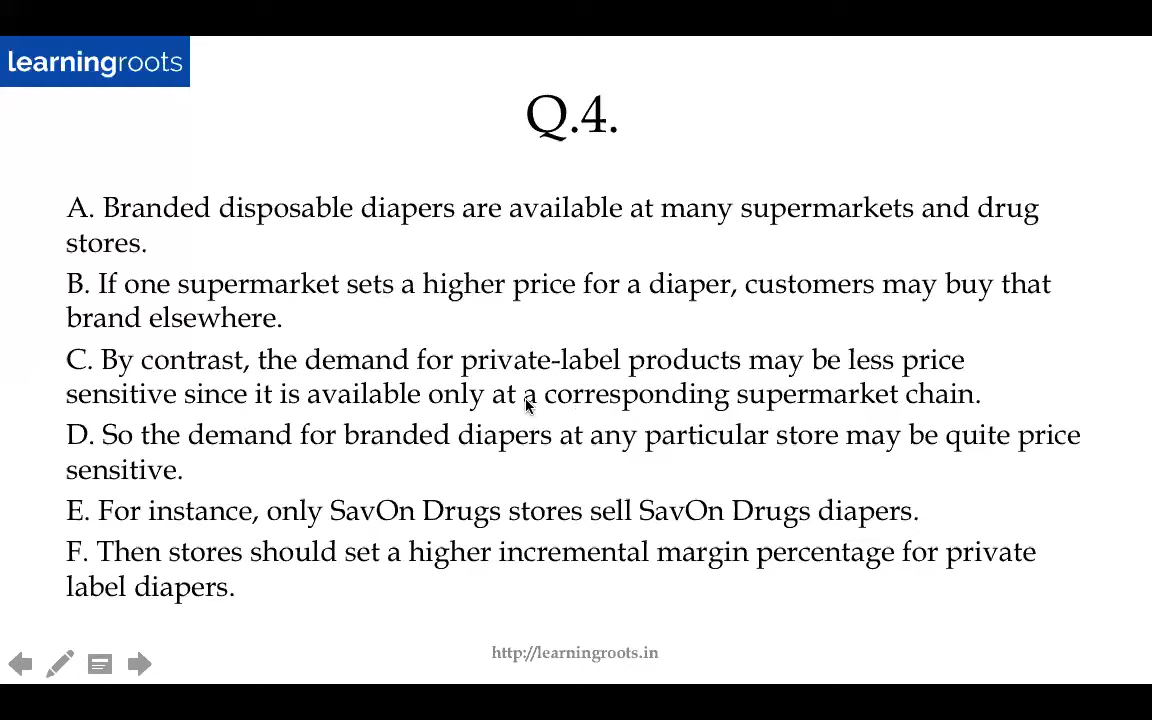 learningroots
Q.4.
A. Branded disposable diapers are available at many supermarkets and drug
stores.
B. If one supermarket sets a higher price for a diaper, customers may buy that
brand elsewhere.
C. By contrast, the demand for private-label products may be less price
sensitive since it is available only at a corresponding supermarket chain.
D. So the demand for branded diapers at any particular store may be quite price
sensitive.
E. For instance, only SavOn Drugs stores sell SavOn Drugs diapers.
F. Then stores should set a higher incremental margin percentage for private
label diapers.
http://learningroots.in